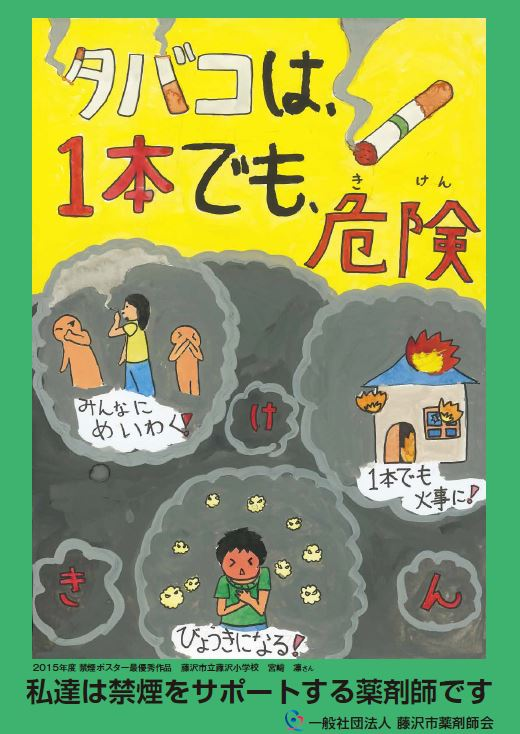 タバコは、
1本でも、
きけん
危険
みんなに
めいわく!
け
1本でも
火事に!
き
ん
びょうきになる!
2015年度 禁煙ポスター最優秀作品 藤沢市立藤沢小学校 宮﨑 凛さん
私達は禁煙をサポートする薬剤師です
一般社団法人 藤沢市薬剤師会